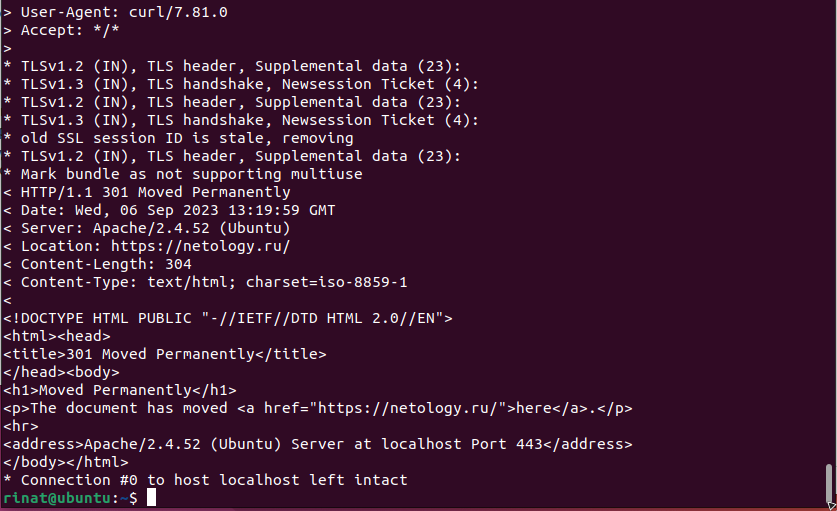 > User-Agent: curl/7.81.0
> Accept: */*
>
* TLSv1.2 (IN), TLS header, Supplemental data (23):
* TLSv1.3 (IN), TLS handshake, Newsession Ticket (4):
* TLSv1.2 (IN), TLS header, Supplemental data (23):
* TLSv1.3 (IN), TLS handshake, Newsession Ticket (4):
* old SSL session ID is stale, removing
* TLSv1.2 (IN), TLS header, Supplemental data (23):
* Mark bundle as not supporting multiuse
< HTTP/1.1 301 Moved Permanently
< Date: Wed, 06 Sep 2023 13:19:59 GMT
< Server: Apache/2.4.52 (Ubuntu)
< Location: https://netology.ru/
< Content-Length: 304
< Content-Type: text/html; charset=iso-8859-1
<
<!DOCTYPE HTML PUBLIC "-//IETF//DTD HTML 2.0//EN">
<html><head>
<title>301 Moved Permanently</title>
</head><body>
<h1>Moved Permanently</h1>
<p>The document has moved <a href="https://netology.ru/">here</a>.</p>
<hr>
<address>Apache/2.4.52 (Ubuntu) Server at localhost Port 443</address>
</body></html>
* Connection #0 to host localhost left intact
rinat@ubuntu:~$